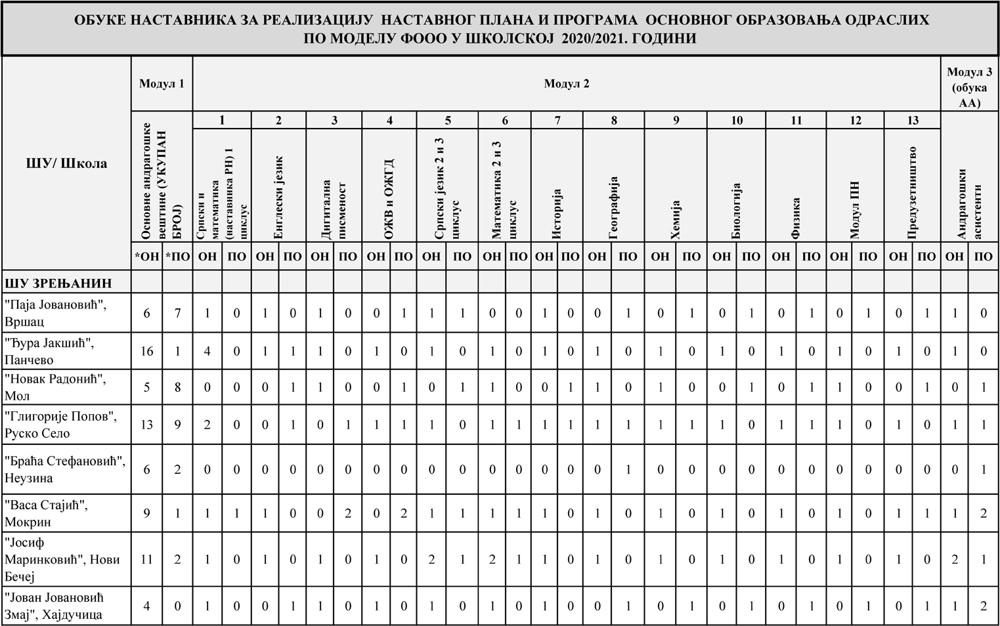 ОБУКЕ НАСТАВНИКА ЗА РЕАЛИЗАЦИЈУ НАСТАВНОГ ПЛАНА И ПРОГРАМА ОСНОВНОГ ОБРАЗОВАЊА ОДРАСЛИХ
ПО МОДЕЛУ ФООО У ШКОЛСКОЈ 2020/2021. ГОДИНИ
ШУ/ Школа
Модул 1
Модул 2
Модул 3
(обука
АА)
Основне андрагошке
вештине (УКУПАН
БРОЈ)
1 2 3 4 5 6 7 8 9 10 11 12 13
Српски и
математика
(наставника РН) 1
циклус
Енглески језик
Дигитална
писменост
ОЖВ и ОЖГД
Српски језик 2 и 3
циклус
Математика 2 и 3
циклус
Историја
Географија
Хемија
Биологија
Физика
Модул ПН
Предузетништво
Андрагошки
асистенти
*ОН *ПО ОН ПО ОН ПО ОН ПО ОН ПО ОН ПО ОН ПО ОН ПО ОН ПО ОН ПО ОН ПО ОН ПО ОН ПО ОН ПО ОН ПО
ШУ ЗРЕЊАНИН
"Паја Јовановић",
Вршац
6 7 1 0 1 0 1 0 0 1 1 1 0 0 1 0 0 1 0 1 0 1 0 1 0 1 0 1 1 0
"Ђура Јакшић",
Панчево
16 1 4 0 1 1 1 0 1 0 1 0 1 0 1 0 1 0 1 0 1 0 1 0 1 0 1 0 1 0
"Новак Радонић",
Мол
5 8 0 0 0 1 1 0 0 1 0 1 1 0 0 1 1 0 1 0 0 1 0 1 1 0 0 1 0 1
"Глигорије Попов",
Руско Село
13 9 2 0 0 1 0 1 1 1 1 0 1 1 1 1 1 1 1 1 1 0 1 1 1 0 1 0 1 1
"Браћа Стефановић",
Неузина
6 2 0 0 0 0 0 0 0 0 0 0 0 0 0 0 0 1 0 0 0 0 0 0 0 0 0 0 0 1
"Васа Стајић",
Мокрин
9 1 1 1 1 0 0 2 0 2 1 1 1 1 1 0 1 0 1 0 1 0 1 0 1 0 1 1 1 2
"Јосиф
Маринковић", Нови
Бечеј
11 2 1 0 1 0 1 0 1 0 2 1 2 1 1 0 1 0 1 0 1 0 1 0 1 0 1 0 2 1
"Јован Јовановић
Змај", Хајдучица
4 0 1 0 0 1 1 0 1 0 1 0 1 0 1 0 0 1 0 1 0 1 0 1 0 1 0 1 1 2